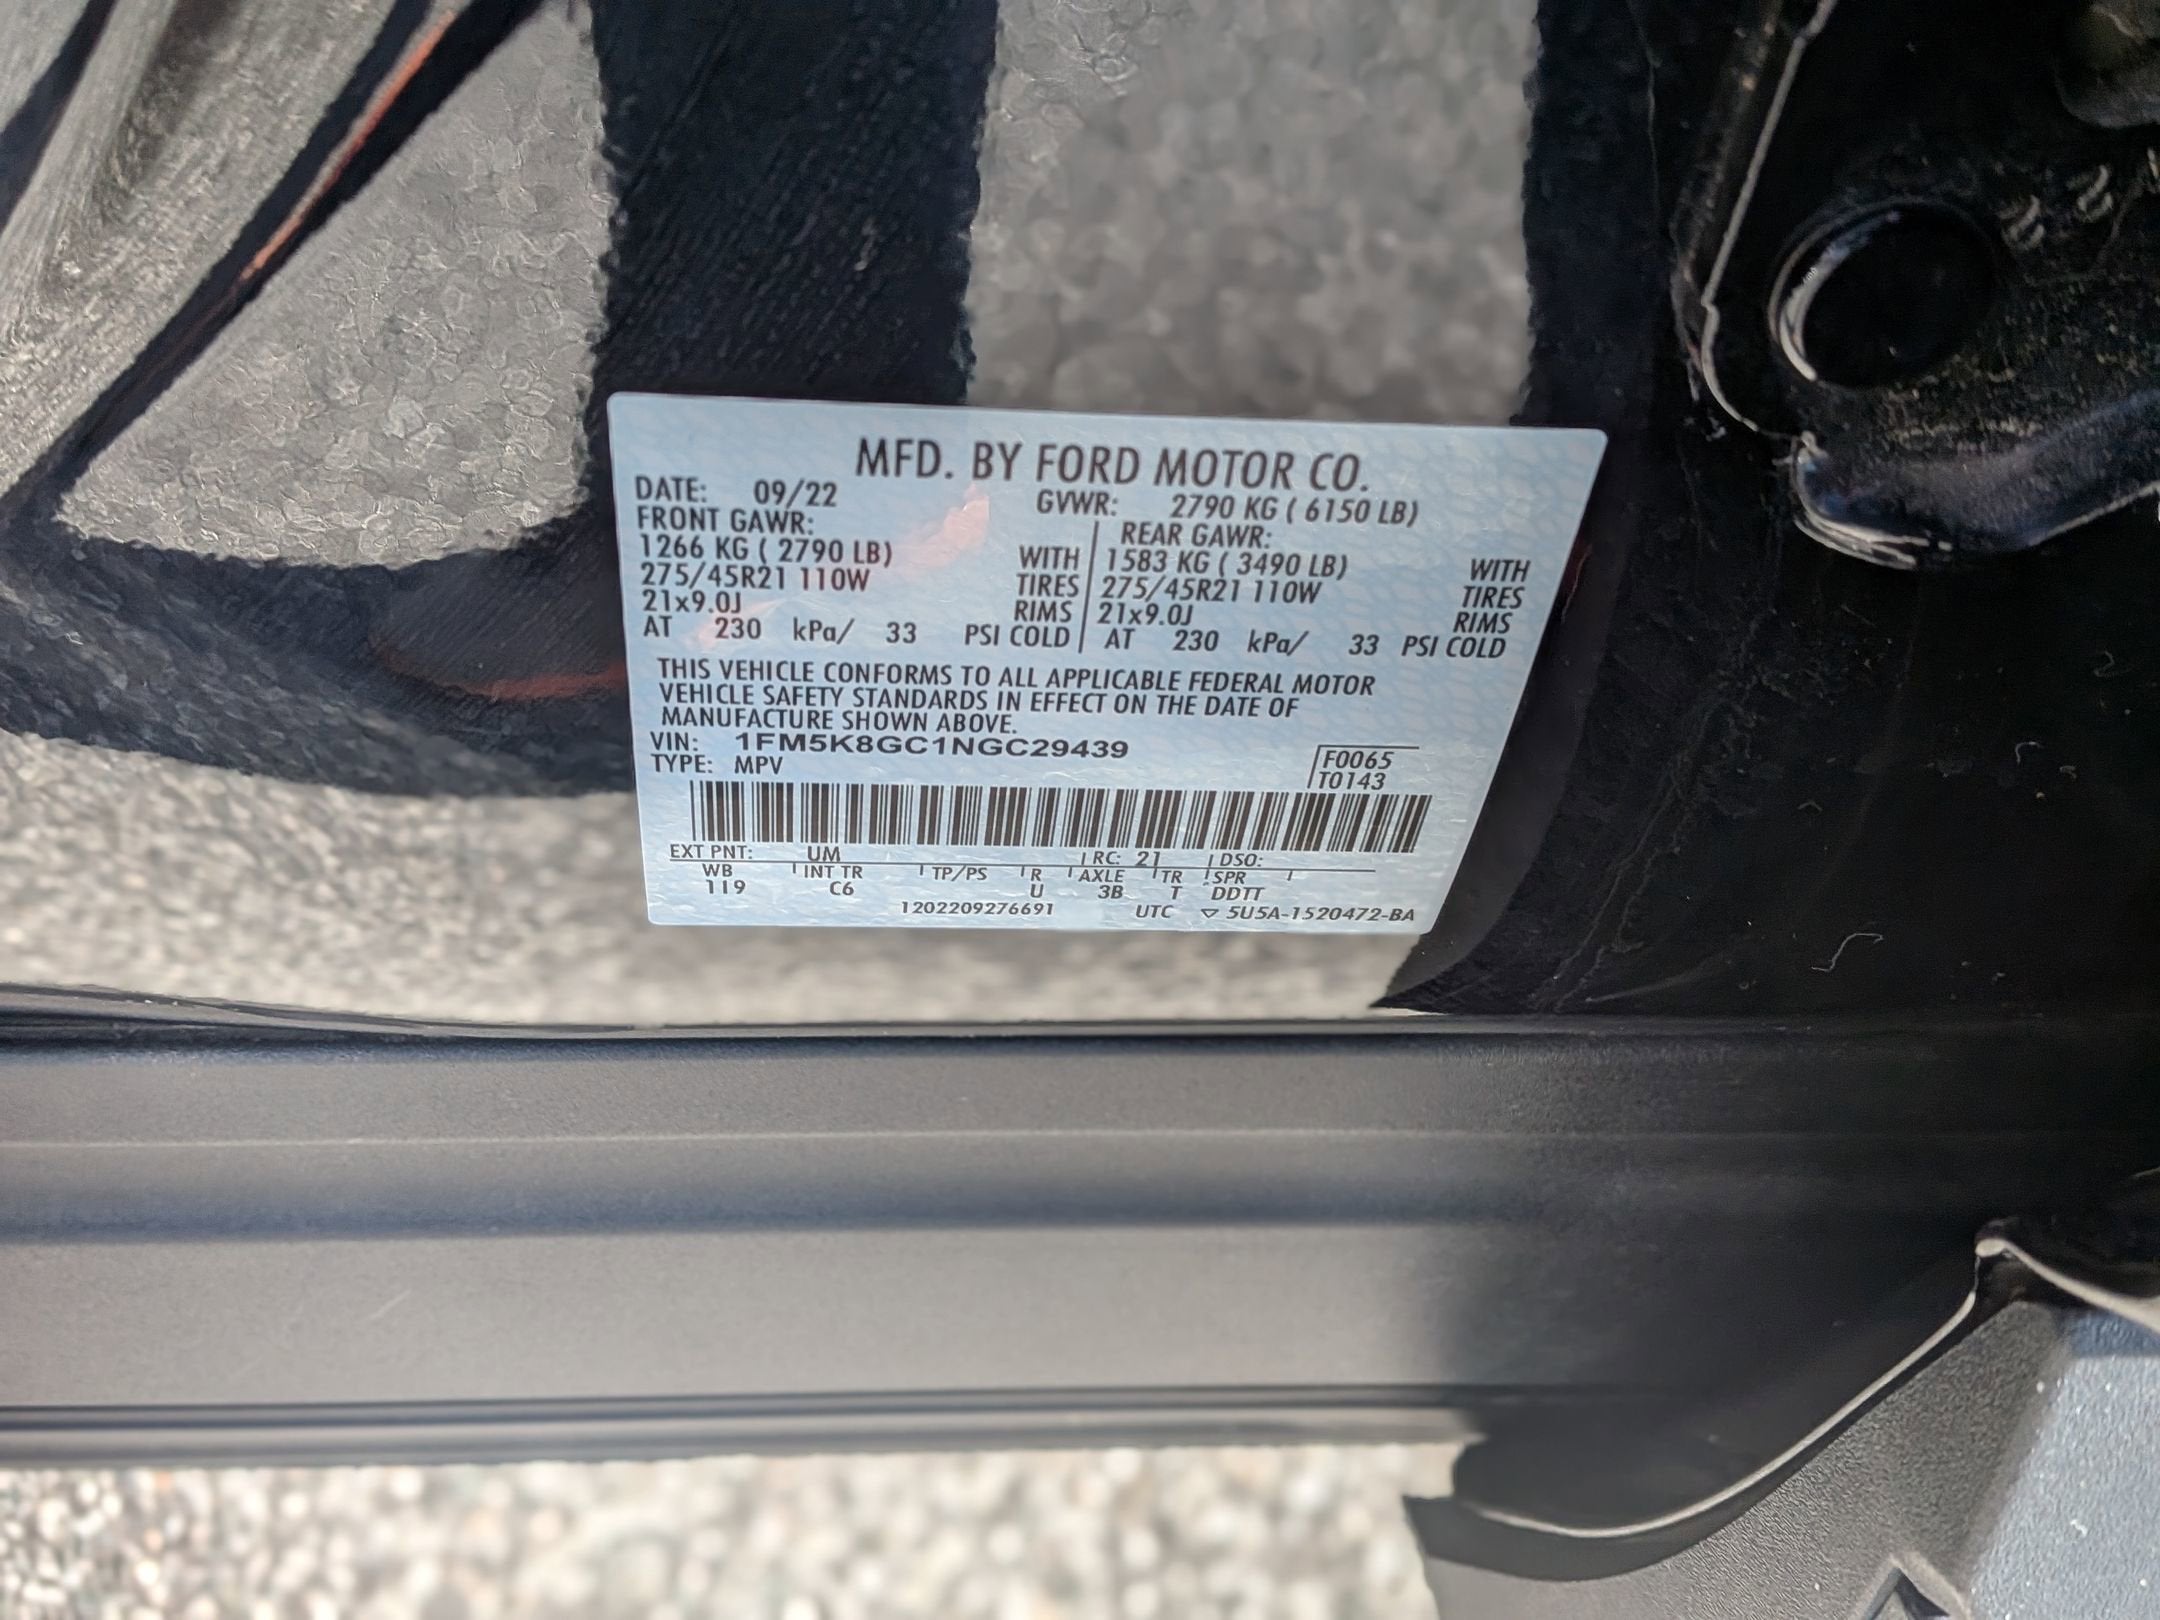 MFD. BY FORD MOTOR CO.
DATE: 09/22 GVWR: 2790 KG ( 6150 LB)
FRONT GAWR: REAR GAWR:
1266 KG ( 2790 LB) WITH 1583 KG ( 3490 LB) WITH
275/45R21 110W TIRES 275/45R21 110W TIRES
21x9.0J RIMS 21x9.0J RIMS
AT 230 kPa/ 33 PSI COLD AT 230 kPa/ 33 PSI COLD
THIS VEHICLE CONFORMS TO ALL APPLICABLE FEDERAL MOTOR
VEHICLE SAFETY STANDARDS IN EFFECT ON THE DATE OF
MANUFACTURE SHOWN ABOVE.
VIN: 1FM5K8GC1NGC29439
TYPE: MPV
F0065
T0143
EXT PNT: UM RC: 21 DSO:
WB INT TR TP/PS R AXLE TR SPR
119 C6 U 3B T DDTT
1202209276691 UTC ▽ 5U5A-1520472-BA